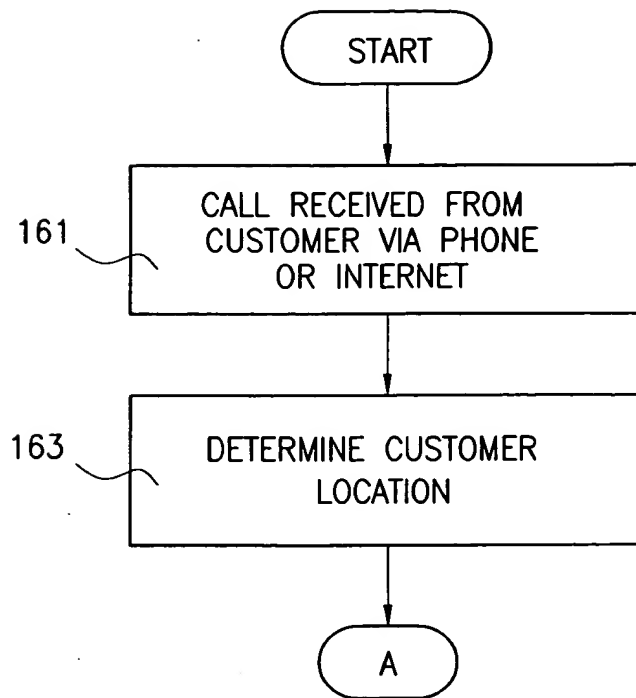 START
161
CALL RECEIVED FROM
CUSTOMER VIA PHONE
OR INTERNET
163
DETERMINE CUSTOMER
LOCATION
A